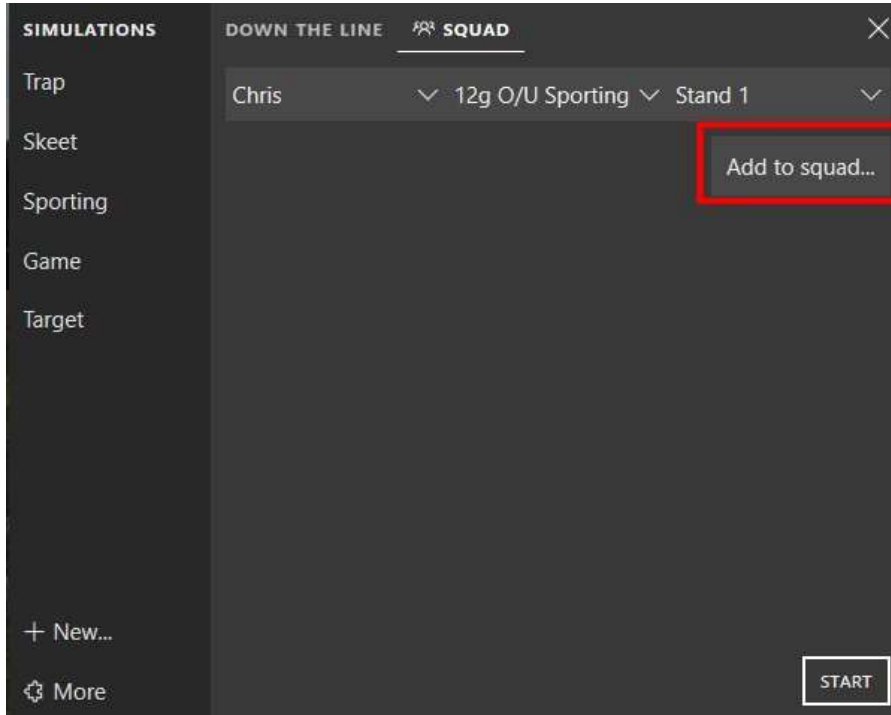 SIMULATIONS
Trap
Skeet
Sporting
Game
Target
+ New...
More
DOWN THE LINE SQUAD
Chris 12g O/U Sporting Stand 1
Add to squad...
START